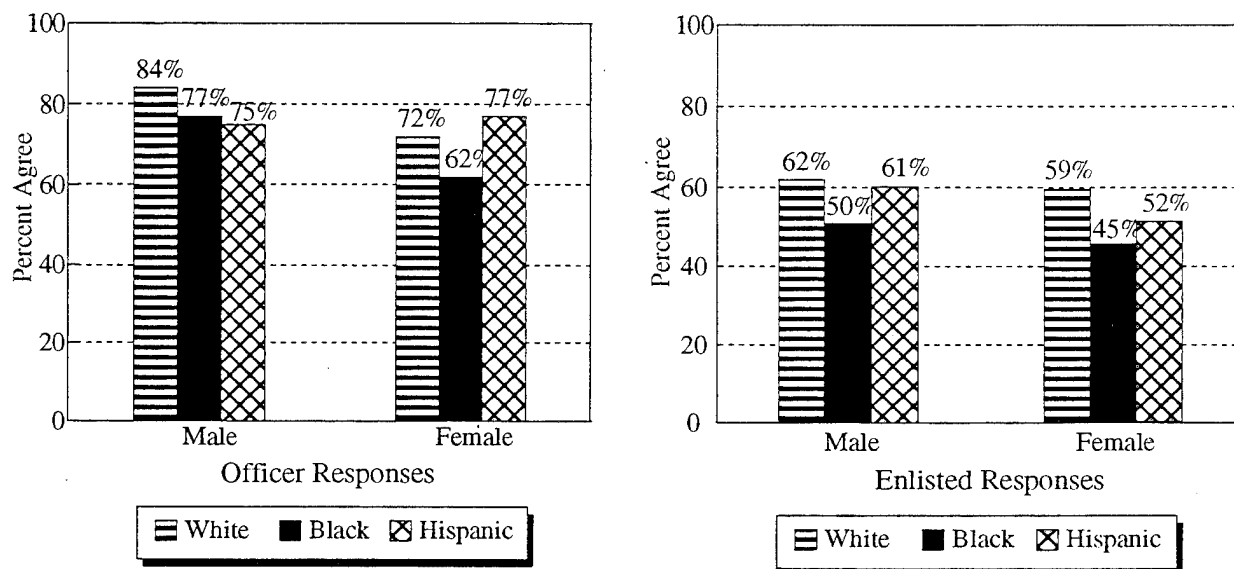 100
80
60
40
20
0
Percent Agree
84%
77%
75%
72%
62%
77%
Male
Female
Officer Responses
White Black Hispanic
100
80
60
40
20
0
Percent Agree
62%
50%
61%
59%
45%
52%
Male
Female
Enlisted Responses
White Black Hispanic